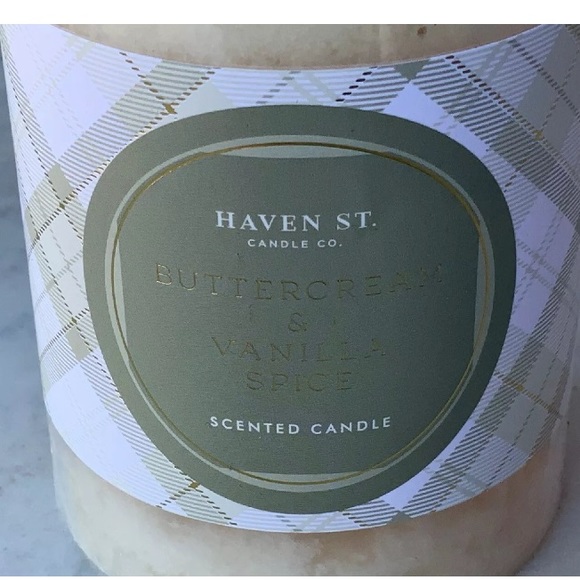 HAVEN ST.
CANDLE CO.
BUTTERCREAM
&
VANILLA
SPICE
SCENTED CANDLE